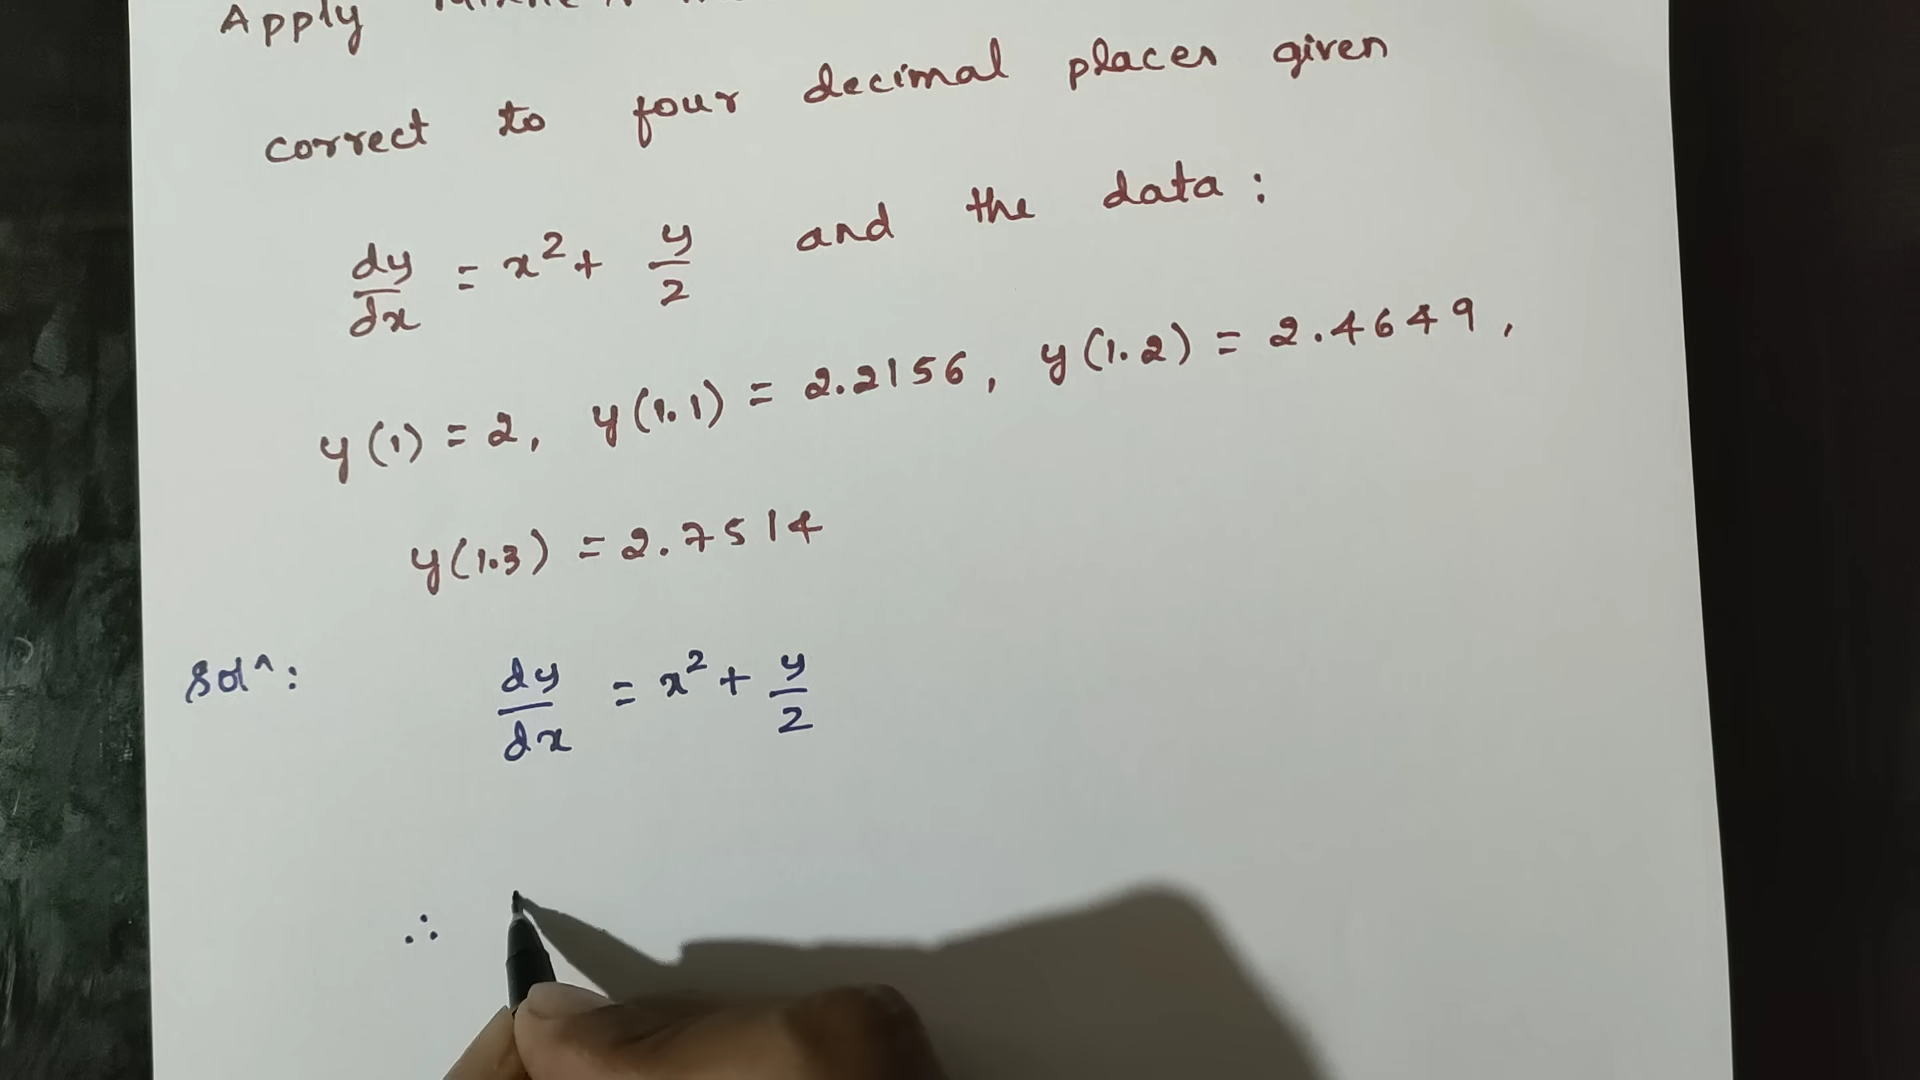 Apply
correct to four decimal places given
dy/dx = x² + y/2 and the data :
y(1) = 2, y(1.1) = 2.2156, y(1.2) = 2.4649,
y(1.3) = 2.7514
Solⁿ: dy/dx = x² + y/2
∴